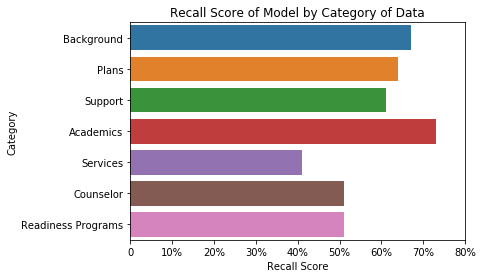 Recall Score of Model by Category of Data
Category
Background
Plans
Support
Academics
Services
Counselor
Readiness Programs
0 10% 20% 30% 40% 50% 60% 70% 80%
Recall Score